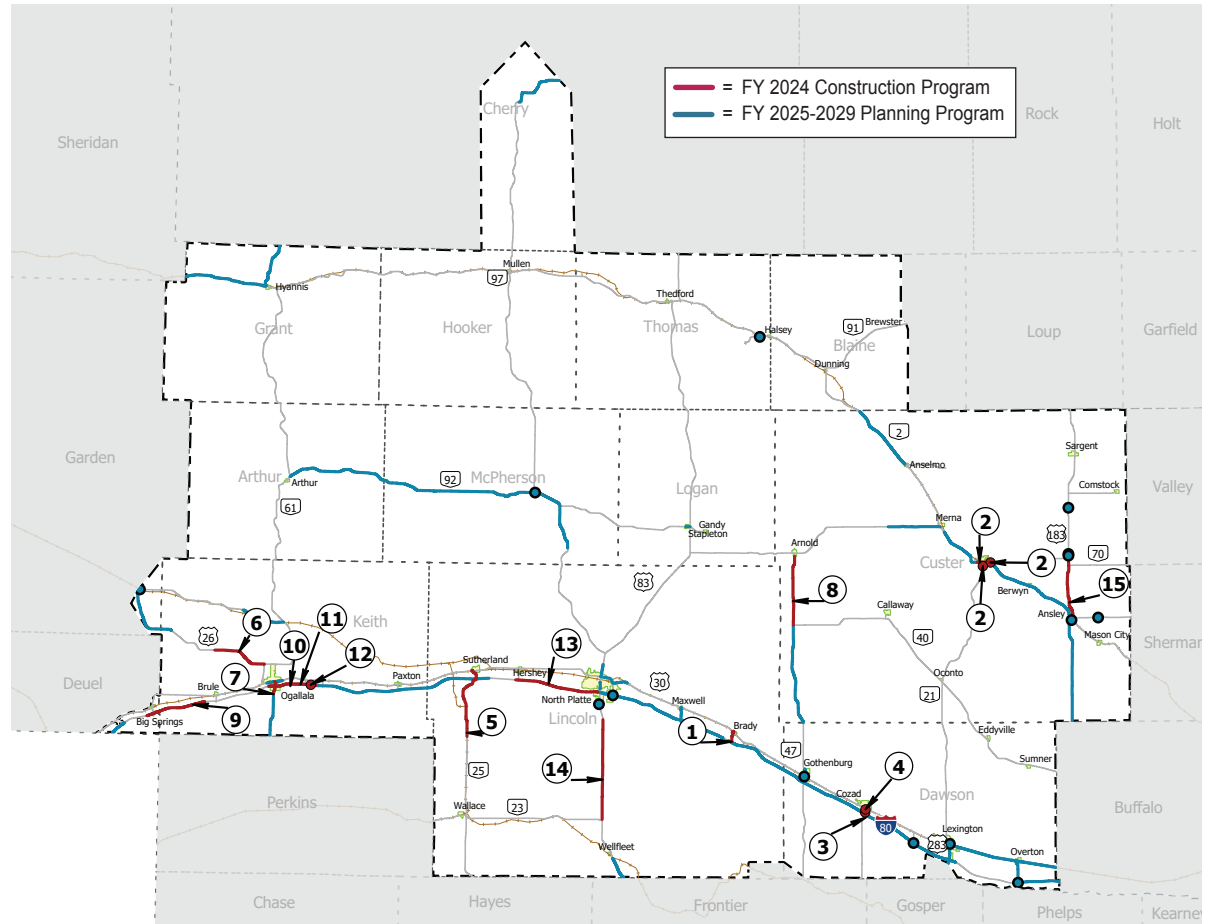 = FY 2024 Construction Program
= FY 2025-2029 Planning Program
Cherry
Rock
Holt
Sheridan
Mullen
97
Hyannis
Thedford
Grant
Hooker
Thomas
Halsey
91
Brewster
Blaine
Loup
Garfield
Dunning
2
Garden
Anselmo
Sargent
Arthur
Arthur
92
McPherson
Logan
Comstock
Valley
61
Gandy
Stapleton
Merna
2
183
Arnold
Custer
2
70
83
8
2
Berwyn
15
Keith
11
Callaway
Ansley
26
6
10
12
13
40
Mason City
Sherman
Deuel
7
Brule
Ogallala
Paxton
Sutherland
Hershey
30
Oconto
21
9
Big Springs
North Platte
Lincoln
Maxwell
5
1
Brady
47
Eddyville
14
Gothenburg
4
Sumner
25
Cozad
Dawson
Perkins
Wallace
23
3
80
Buffalo
Wellfleet
283
Lexington
Overton
Chase
Hayes
Frontier
Gosper
Phelps
Kearne